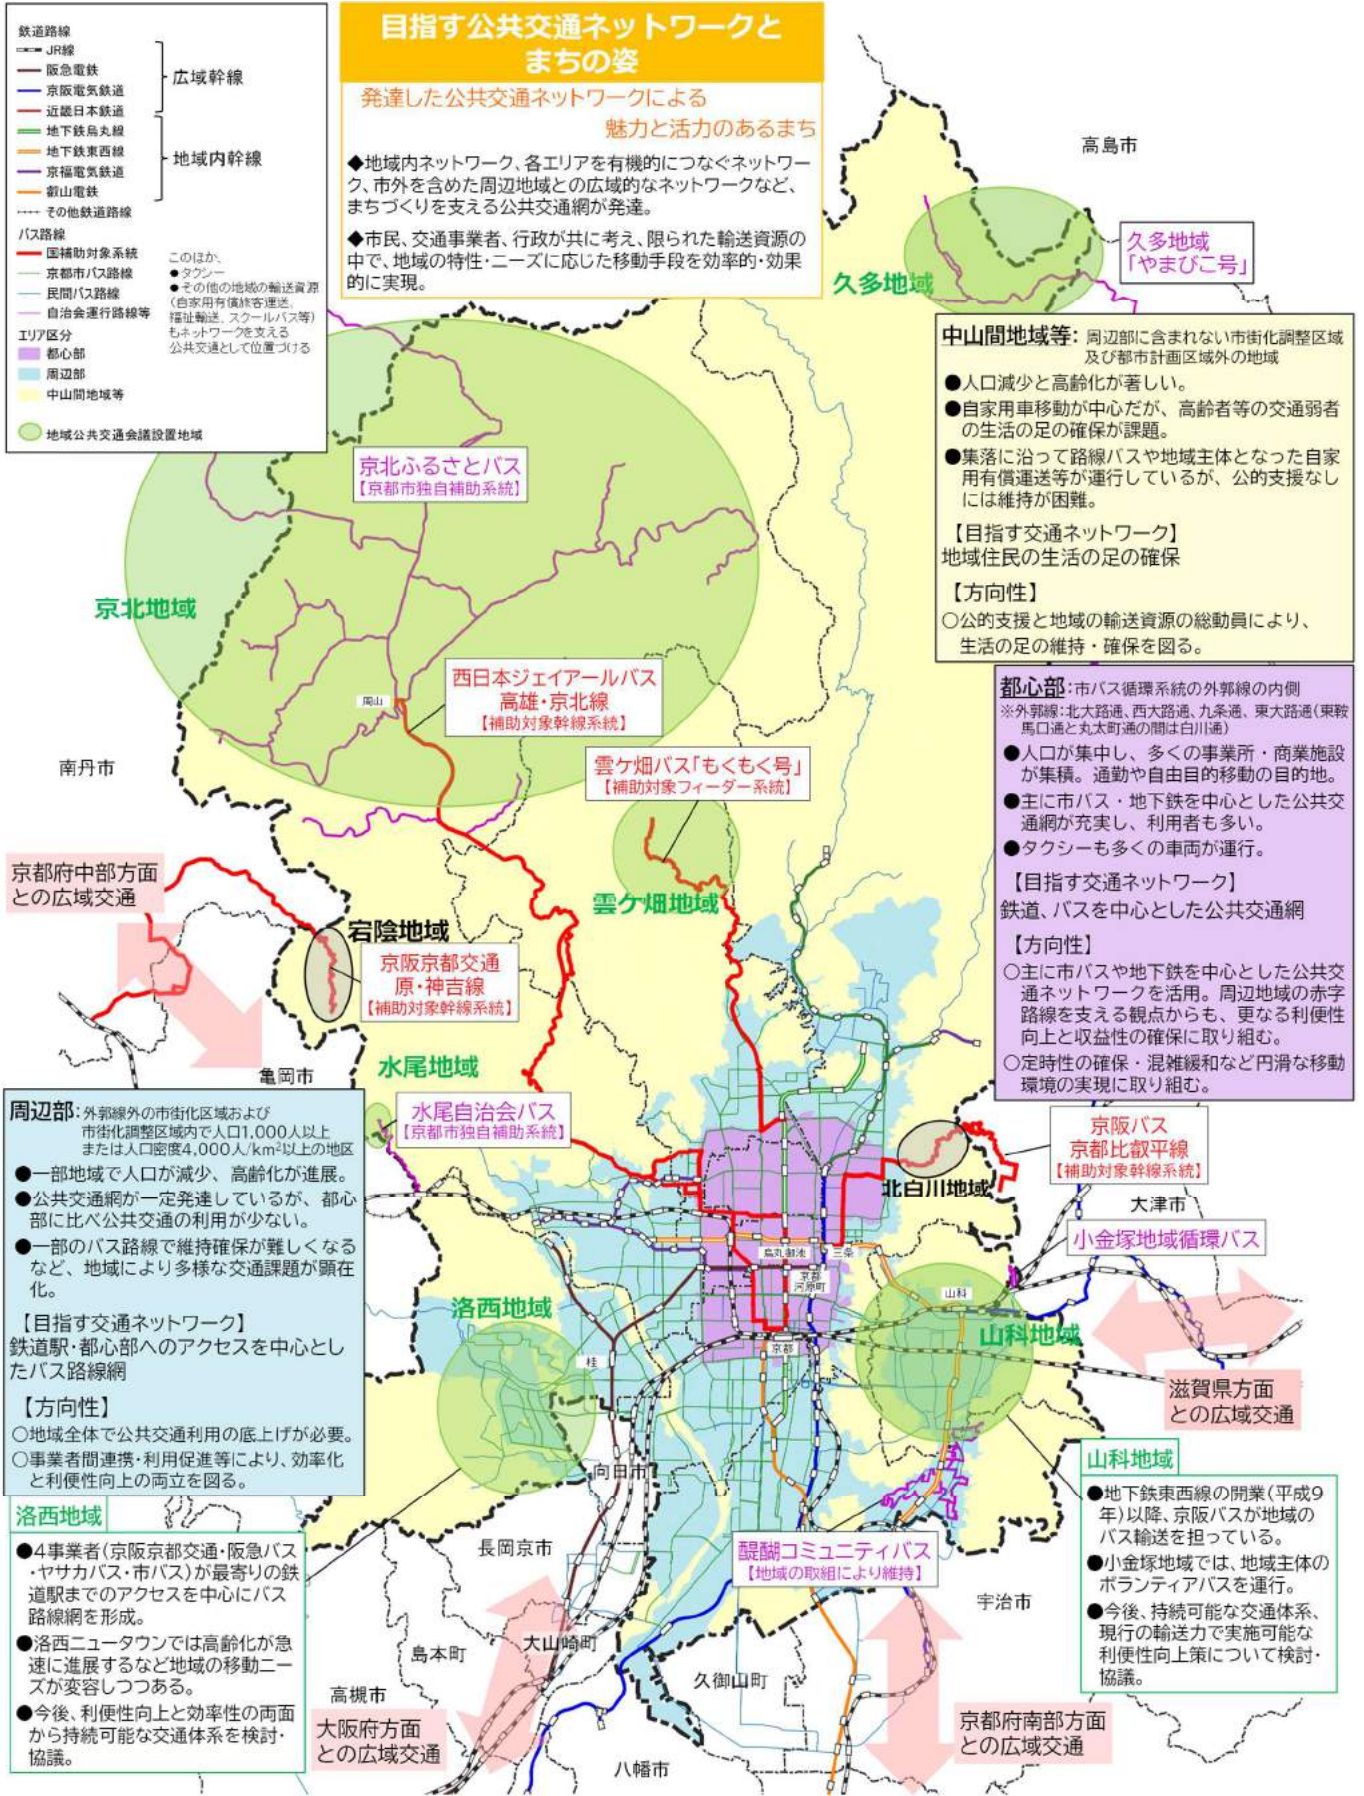 鉄道路線
JR線
阪急電鉄
京阪電気鉄道
近畿日本鉄道
広域幹線
地下鉄烏丸線
地下鉄東西線
京福電気鉄道
叡山電鉄
地域内幹線
その他鉄道路線
バス路線
国補助対象系統
京都市バス路線
民間バス路線
自治会運行路線等
このほか、
●タクシー
●その他の地域の輸送資源
(自家用有償旅客運送、
福祉輸送、スクールバス等)
もネットワークを支える
公共交通として位置づける
エリア区分
都心部
周辺部
中山間地域等
地域公共交通会議設置地域
目指す公共交通ネットワークと
まちの姿
発達した公共交通ネットワークによる
魅力と活力のあるまち
◆地域内ネットワーク、各エリアを有機的につなぐネットワー
ク、市外を含めた周辺地域との広域的なネットワークなど、
まちづくりを支える公共交通網が発達。
◆市民、交通事業者、行政が共に考え、限られた輸送資源の
中で、地域の特性・ニーズに応じた移動手段を効率的・効果
的に実現。
高島市
久多地域
久多地域
「やまびこ号」
中山間地域等:周辺部に含まれない市街化調整区域
及び都市計画区域外の地域
●人口減少と高齢化が著しい。
●自家用車移動が中心だが、高齢者等の交通弱者
の生活の足の確保が課題。
●集落に沿って路線バスや地域主体となった自家
用有償運送等が運行しているが、公的支援なし
には維持が困難。
【目指す交通ネットワーク】
地域住民の生活の足の確保
【方向性】
○公的支援と地域の輸送資源の総動員により、
生活の足の維持・確保を図る。
京北ふるさとバス
【京都市独自補助系統】
京北地域
周山
西日本ジェイアールバス
高雄・京北線
【補助対象幹線系統】
南丹市
雲ケ畑バス「もくもく号」
【補助対象フィーダー系統】
雲ケ畑地域
都心部:市バス循環系統の外郭線の内側
※外郭線:北大路通、西大路通、九条通、東大路通(東鞍
馬口通と丸太町通の間は白川通)
●人口が集中し、多くの事業所・商業施設
が集積。通勤や自由目的移動の目的地。
●主に市バス・地下鉄を中心とした公共交
通網が充実し、利用者も多い。
●タクシーも多くの車両が運行。
【目指す交通ネットワーク】
鉄道、バスを中心とした公共交通網
【方向性】
○主に市バスや地下鉄を中心とした公共交
通ネットワークを活用。周辺地域の赤字
路線を支える観点からも、更なる利便性
向上と収益性の確保に取り組む。
○定時性の確保・混雑緩和など円滑な移動
環境の実現に取り組む。
京都府中部方面
との広域交通
宕陰地域
京阪京都交通
原・神吉線
【補助対象幹線系統】
亀岡市
水尾地域
水尾自治会バス
【京都市独自補助系統】
周辺部:外郭線外の市街化区域および
市街化調整区域内で人口1,000人以上
または人口密度4,000人/km²以上の地区
●一部地域で人口が減少、高齢化が進展。
●公共交通網が一定発達しているが、都心
部に比べ公共交通の利用が少ない。
●一部のバス路線で維持確保が難しくなる
など、地域により多様な交通課題が顕在
化。
【目指す交通ネットワーク】
鉄道駅・都心部へのアクセスを中心とし
たバス路線網
【方向性】
○地域全体で公共交通利用の底上げが必要。
○事業者間連携・利用促進等により、効率化
と利便性向上の両立を図る。
京阪バス
京都比叡平線
【補助対象幹線系統】
北白川地域
大津市
小金塚地域循環バス
烏丸御池
三条
京都
河原町
山科
山科地域
京都
桂
洛西地域
滋賀県方面
との広域交通
向日市
長岡京市
洛西地域
●4事業者(京阪京都交通・阪急バス
・ヤサカバス・市バス)が最寄りの鉄
道駅までのアクセスを中心にバス
路線網を形成。
●洛西ニュータウンでは高齢化が急
速に進展するなど地域の移動ニー
ズが変容しつつある。
●今後、利便性向上と効率性の両面
から持続可能な交通体系を検討・
協議。
醍醐コミュニティバス
【地域の取組により維持】
山科地域
●地下鉄東西線の開業(平成9
年)以降、京阪バスが地域の
バス輸送を担っている。
●小金塚地域では、地域主体の
ボランティアバスを運行。
●今後、持続可能な交通体系、
現行の輸送力で実施可能な
利便性向上策について検討・
協議。
宇治市
島本町
大山崎町
久御山町
高槻市
大阪府方面
との広域交通
八幡市
京都府南部方面
との広域交通